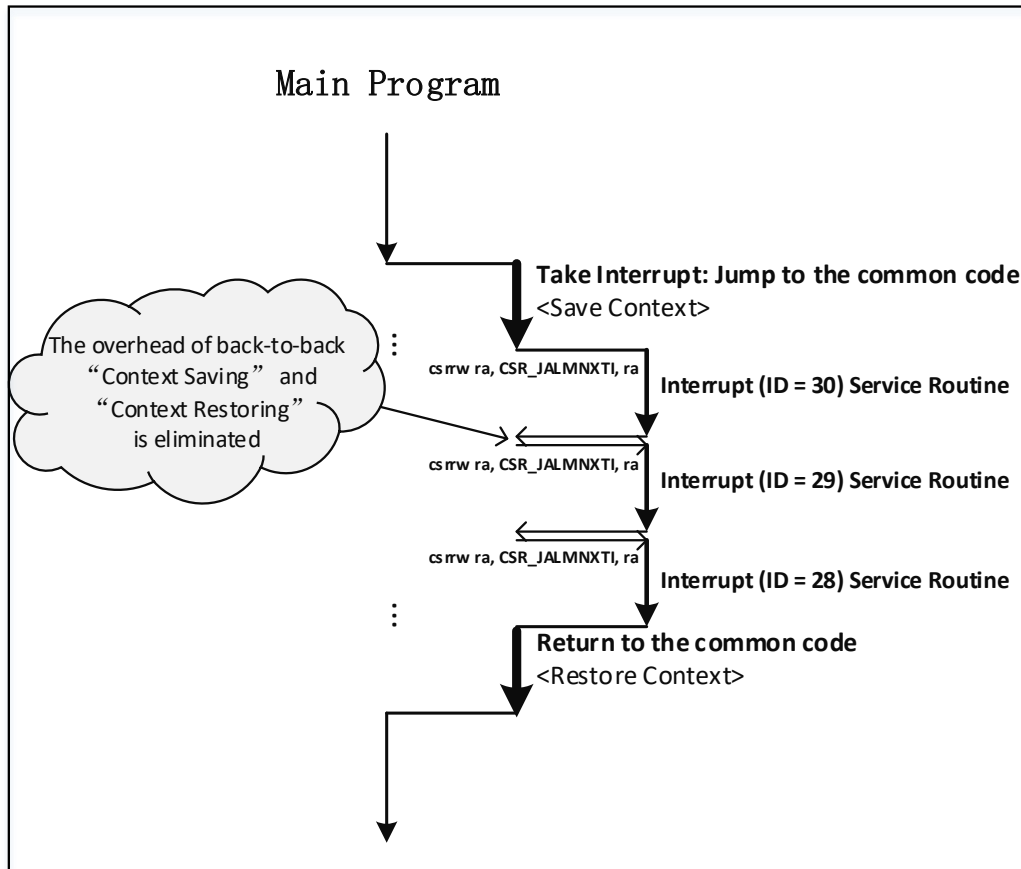 Main Program
Take Interrupt: Jump to the common code
<Save Context>
The overhead of back-to-back
“Context Saving” and
“Context Restoring”
is eliminated
⋮
csrrw ra, CSR_JALMNXTI, ra
Interrupt (ID = 30) Service Routine
csrrw ra, CSR_JALMNXTI, ra
Interrupt (ID = 29) Service Routine
csrrw ra, CSR_JALMNXTI, ra
Interrupt (ID = 28) Service Routine
⋮
Return to the common code
<Restore Context>